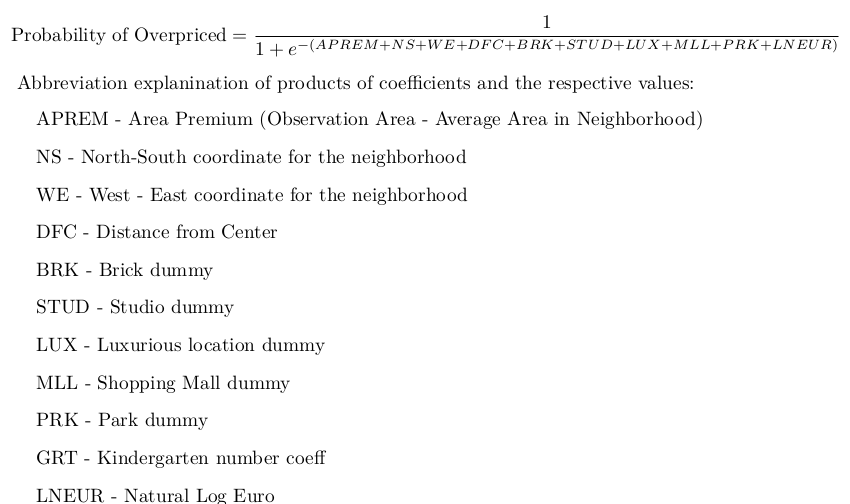 Probability of Overpriced = 1 / 1 + e^−(APREM+NS+WE+DFC+BRK+STUD+LUX+MLL+PRK+LNEUR)
Abbreviation explanination of products of coefficients and the respective values:
APREM - Area Premium (Observation Area - Average Area in Neighborhood)
NS - North-South coordinate for the neighborhood
WE - West - East coordinate for the neighborhood
DFC - Distance from Center
BRK - Brick dummy
STUD - Studio dummy
LUX - Luxurious location dummy
MLL - Shopping Mall dummy
PRK - Park dummy
GRT - Kindergarten number coeff
LNEUR - Natural Log Euro